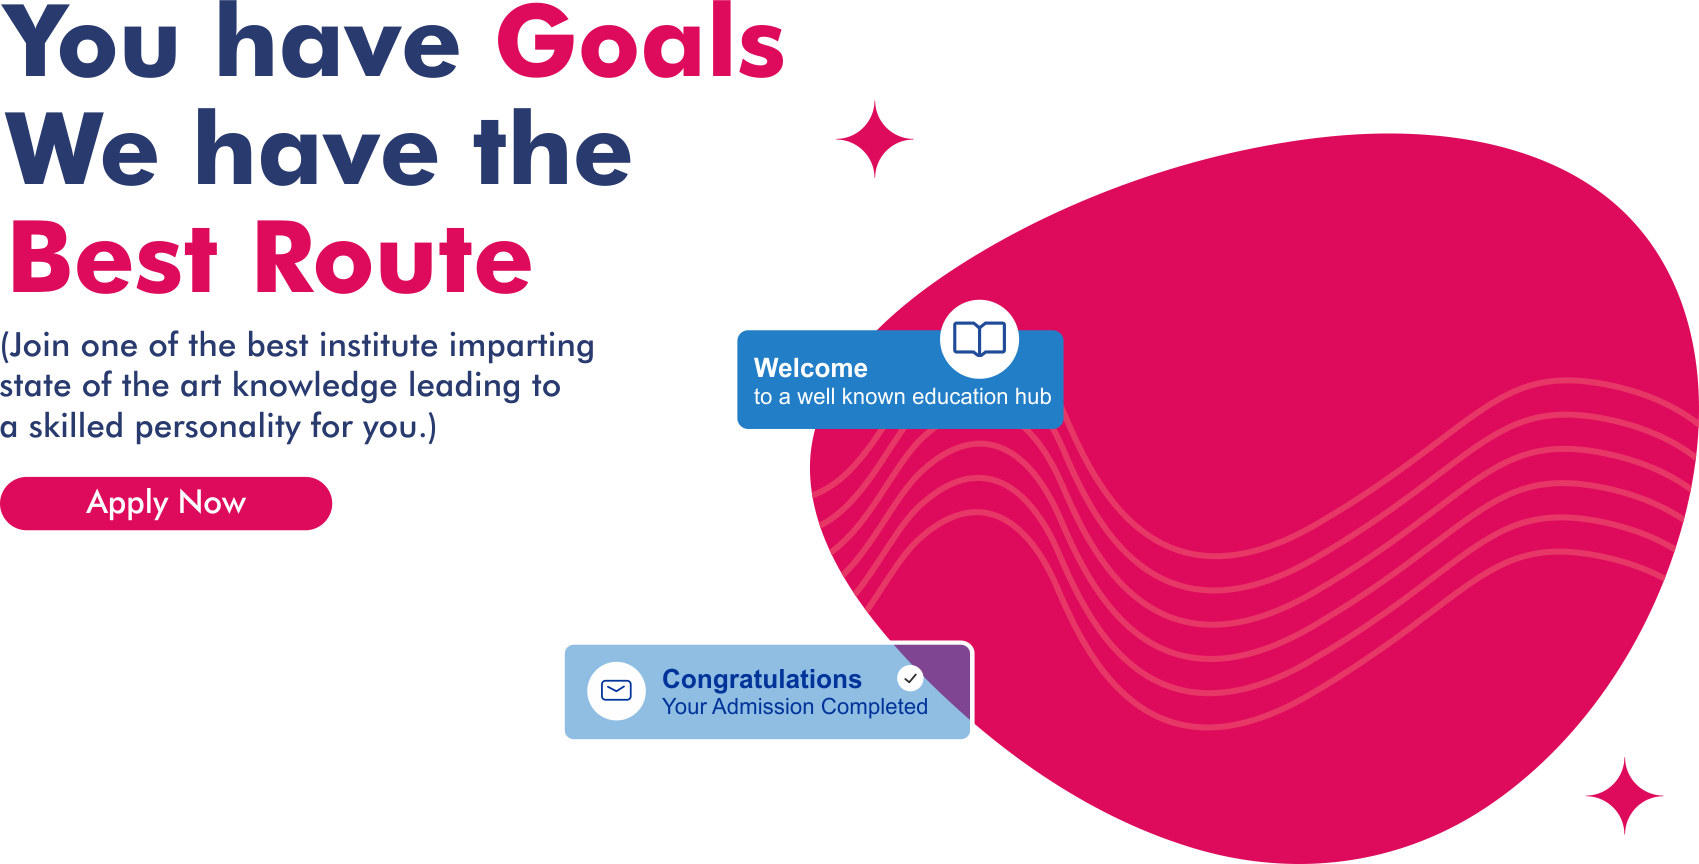 You have Goals
We have the
Best Route
(Join one of the best institute imparting
state of the art knowledge leading to
a skilled personality for you.)
Apply Now
Welcome
to a well known education hub
Congratulations
Your Admission Completed